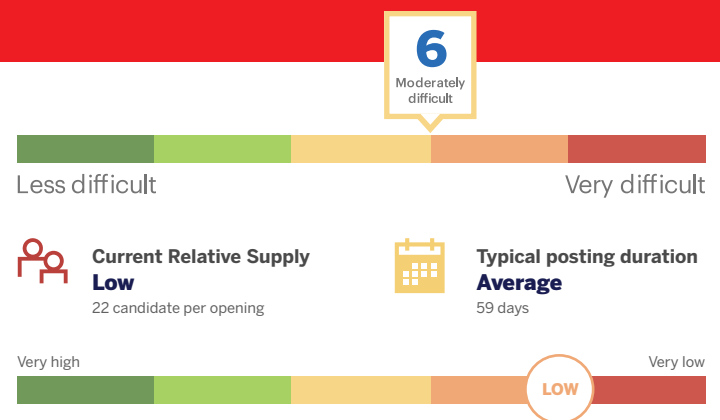 6
Moderately
difficult
Less difficult
Very difficult
Current Relative Supply
Low
22 candidate per opening
Typical posting duration
Average
59 days
Very high
Very low
LOW